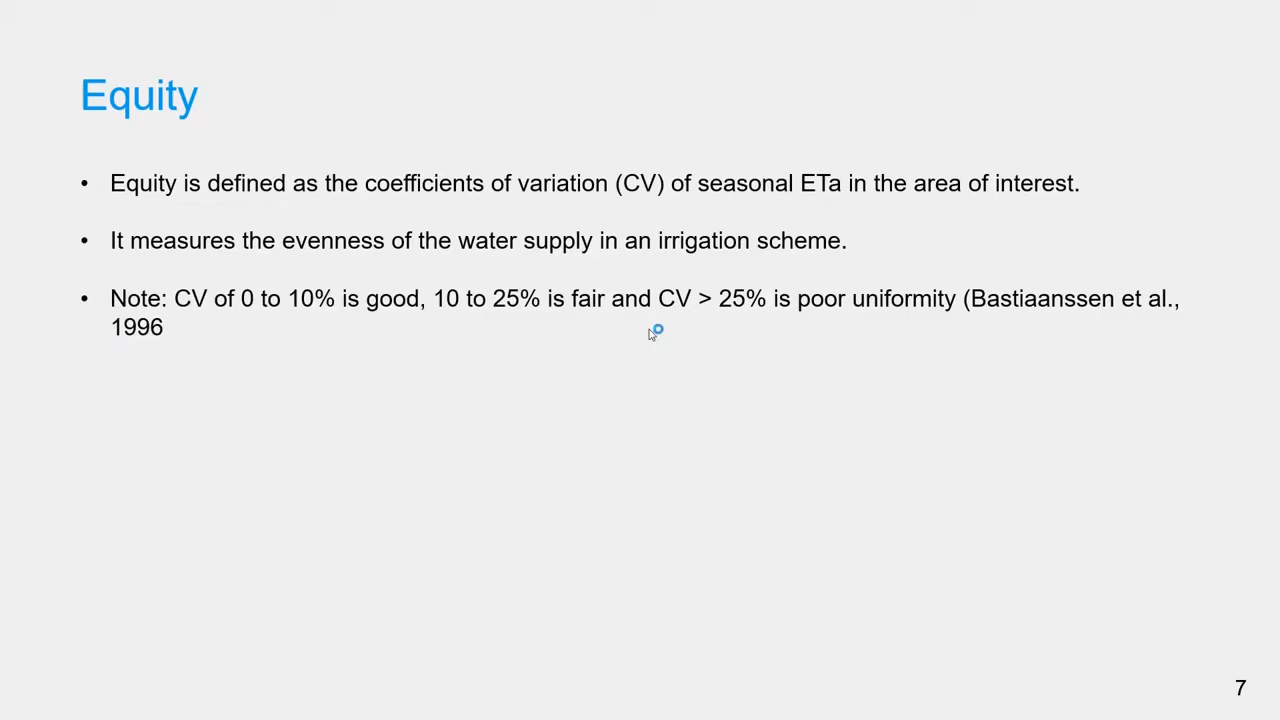 Equity
• Equity is defined as the coefficients of variation (CV) of seasonal ETa in the area of interest.
• It measures the evenness of the water supply in an irrigation scheme.
• Note: CV of 0 to 10% is good, 10 to 25% is fair and CV > 25% is poor uniformity (Bastiaanssen et al.,
1996
7